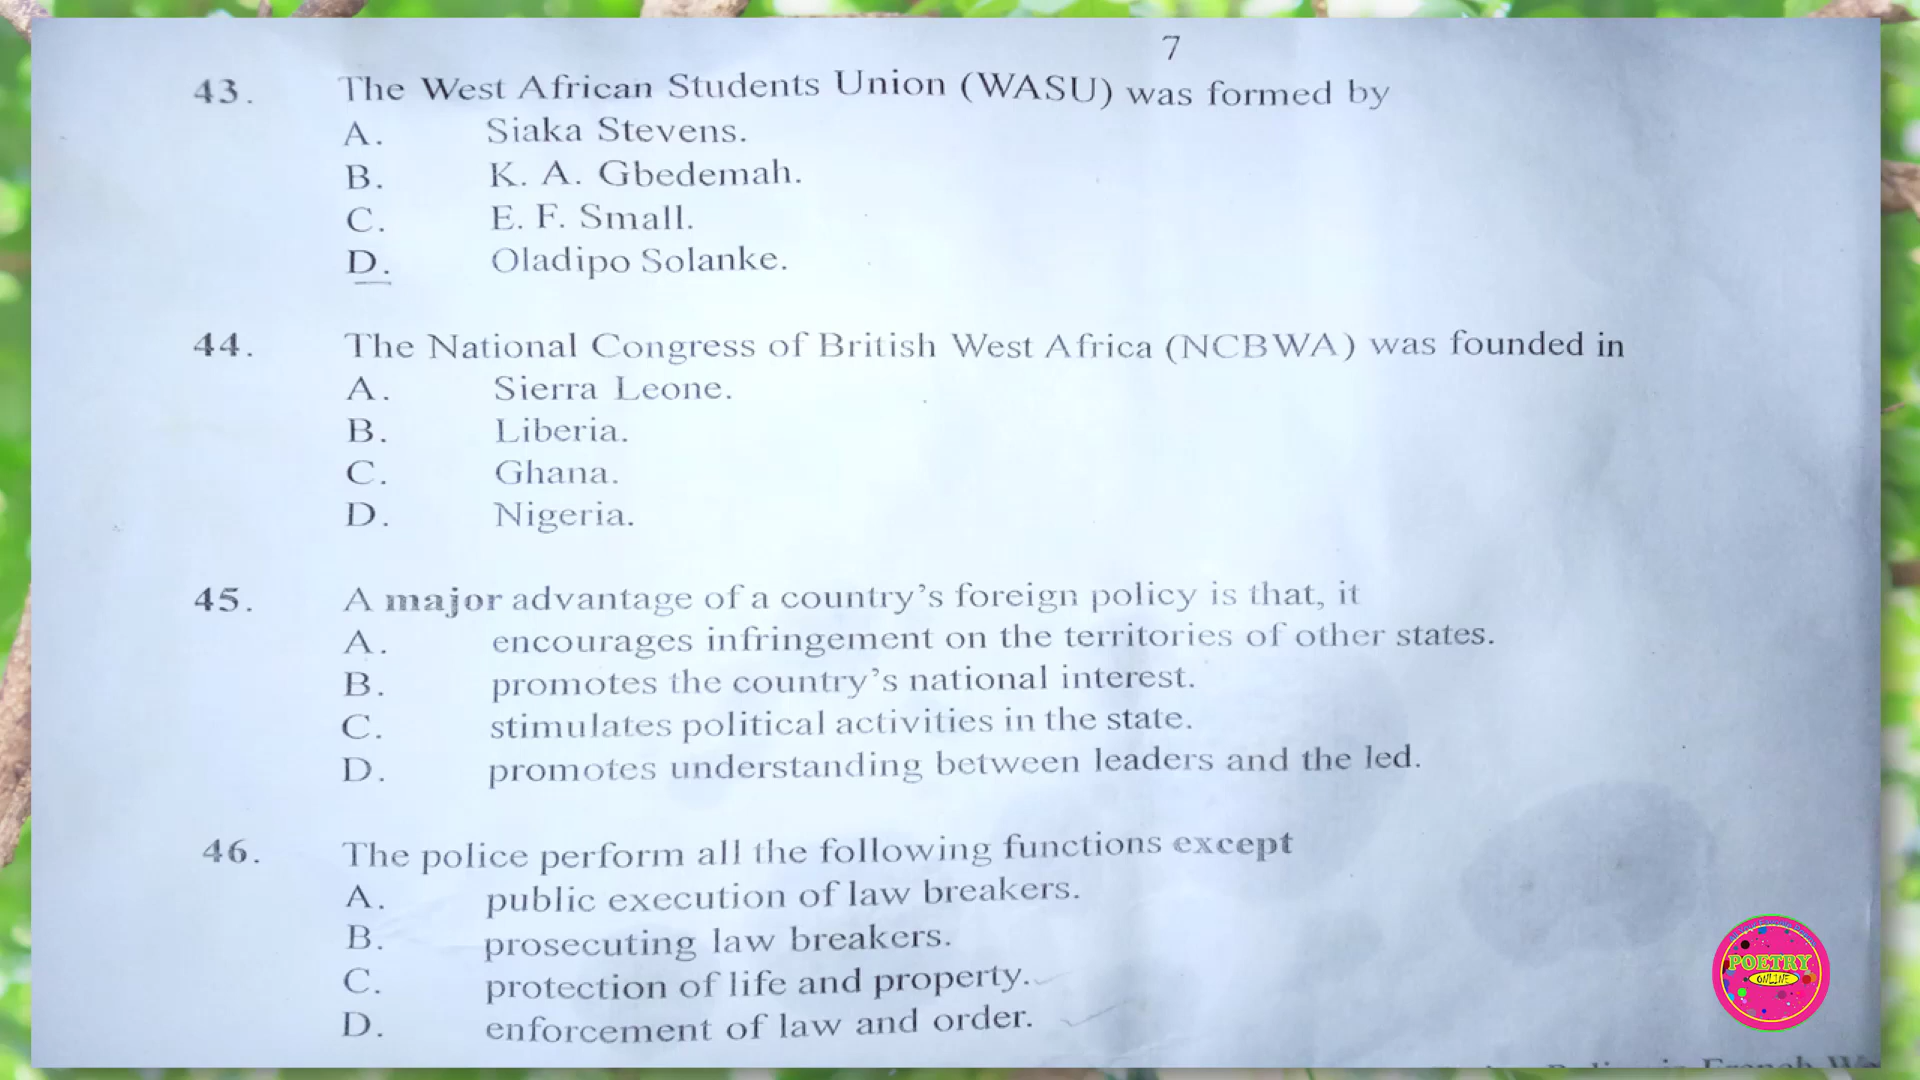 7
43. The West African Students Union (WASU) was formed by
A. Siaka Stevens.
B. K. A. Gbedemah.
C. E. F. Small.
D. Oladipo Solanke.
44. The National Congress of British West Africa (NCBWA) was founded in
A. Sierra Leone.
B. Liberia.
C. Ghana.
D. Nigeria.
45. A major advantage of a country's foreign policy is that, it
A. encourages infringement on the territories of other states.
B. promotes the country's national interest.
C. stimulates political activities in the state.
D. promotes understanding between leaders and the led.
46. The police perform all the following functions except
A. public execution of law breakers.
B. prosecuting law breakers.
C. protection of life and property.
D. enforcement of law and order.
POETRY
ONLINE